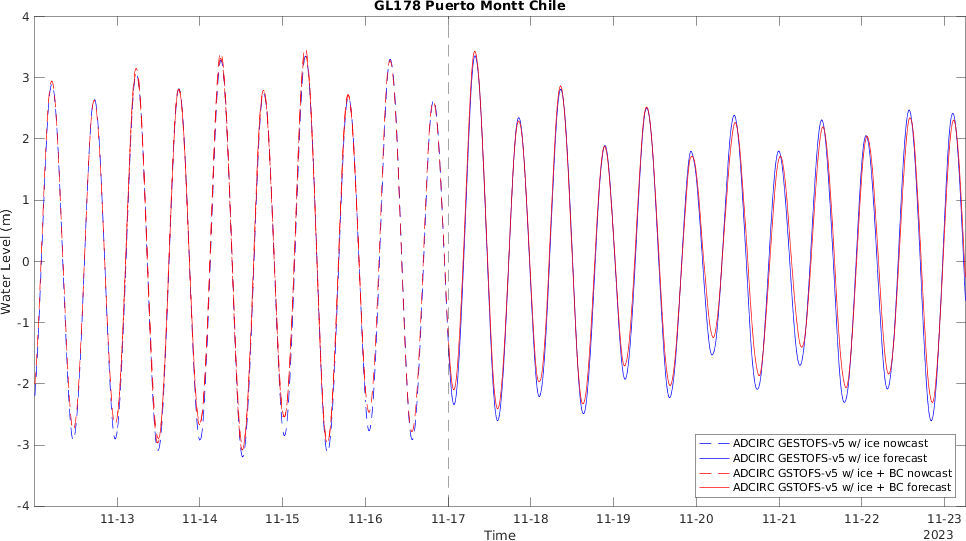 GL178 Puerto Montt Chile
4
3
2
1
0
-1
-2
-3
-4
Water Level (m)
11-13 11-14 11-15 11-16 11-17 11-18 11-19 11-20 11-21 11-22 11-23
Time
2023
ADCIRC GESTOFS-v5 w/ ice nowcast
ADCIRC GESTOFS-v5 w/ ice forecast
ADCIRC GSTOFS-v5 w/ ice + BC nowcast
ADCIRC GSTOFS-v5 w/ ice + BC forecast